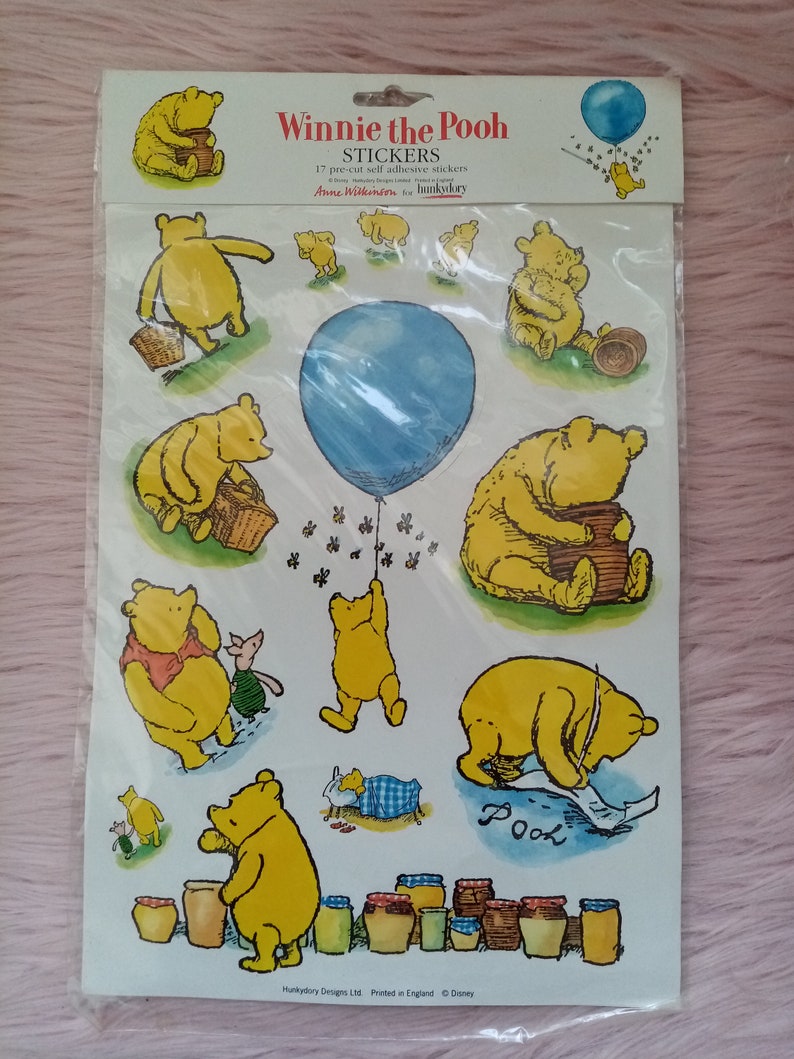 Winnie the Pooh
STICKERS
17 pre-cut self adhesive stickers
© Disney · Hunkydory Designs Limited Printed in England
Anne Wilkinson for hunkydory
Pooh
Hunkydory Designs Ltd. Printed in England © Disney